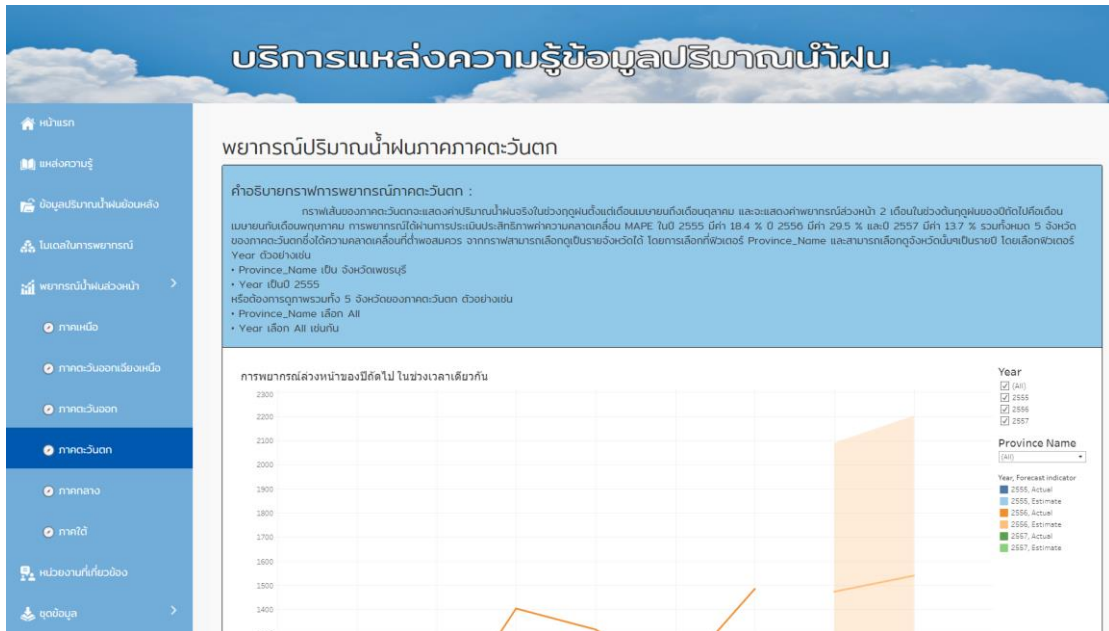 บริการแหล่งความรู้ข้อมูลปริมาณน้ำฝน
หน้าแรก
แหล่งความรู้
ข้อมูลปริมาณน้ำฝนย้อนหลัง
โมเดลในการพยากรณ์
พยากรณ์น้ำฝนล่วงหน้า
ภาคเหนือ
ภาคตะวันออกเฉียงเหนือ
ภาคตะวันออก
ภาคตะวันตก
ภาคกลาง
ภาคใต้
หน่วยงานที่เกี่ยวข้อง
ชุดข้อมูล
พยากรณ์ปริมาณน้ำฝนภาคภาคตะวันตก
คำอธิบายกราฟการพยากรณ์ภาคตะวันตก :
กราฟเส้นของภาคตะวันตกจะแสดงค่าปริมาณน้ำฝนจริงในช่วงฤดูฝนตั้งแต่เดือนเมษายนถึงเดือนตุลาคม และจะแสดงค่าพยากรณ์ล่วงหน้า 2 เดือนในช่วงต้นฤดูฝนของปีถัดไปคือเดือน
เมษายนกับเดือนพฤษภาคม การพยากรณ์ได้ผ่านการประเมินประสิทธิภาพค่าความคลาดเคลื่อน MAPE ในปี 2555 มีค่า 18.4 % ปี 2556 มีค่า 29.5 % และปี 2557 มีค่า 13.7 % รวมทั้งหมด 5 จังหวัด
ของภาคตะวันตกซึ่งได้ความคลาดเคลื่อนที่ต่ำพอสมควร จากกราฟสามารถเลือกดูเป็นรายจังหวัดได้ โดยการเลือกที่ฟิวเตอร์ Province_Name และสามารถเลือกดูจังหวัดนั้นๆเป็นรายปี โดยเลือกฟิวเตอร์
Year ตัวอย่างเช่น
• Province_Name เป็น จังหวัดเพชรบุรี
• Year เป็นปี 2555
หรือต้องการดูภาพรวมทั้ง 5 จังหวัดของภาคตะวันตก ตัวอย่างเช่น
• Province_Name เลือก All
• Year เลือก All เช่นกัน
การพยากรณ์ล่วงหน้าของปีถัดไป ในช่วงเวลาเดียวกัน
2300
2200
2100
2000
1900
1800
1700
1600
1500
1400
Year
(All)
2555
2556
2557
Province Name
(All)
Year, Forecast indicator
2555, Actual
2555, Estimate
2556, Actual
2556, Estimate
2557, Actual
2557, Estimate